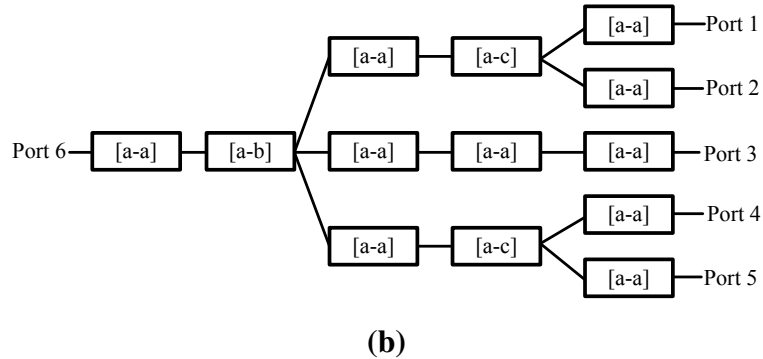 [a-a] Port 1
[a-a] [a-c]
[a-a] Port 2
Port 6 [a-a] [a-b] [a-a] [a-a] [a-a] Port 3
[a-a] Port 4
[a-a] [a-c]
[a-a] Port 5
(b)